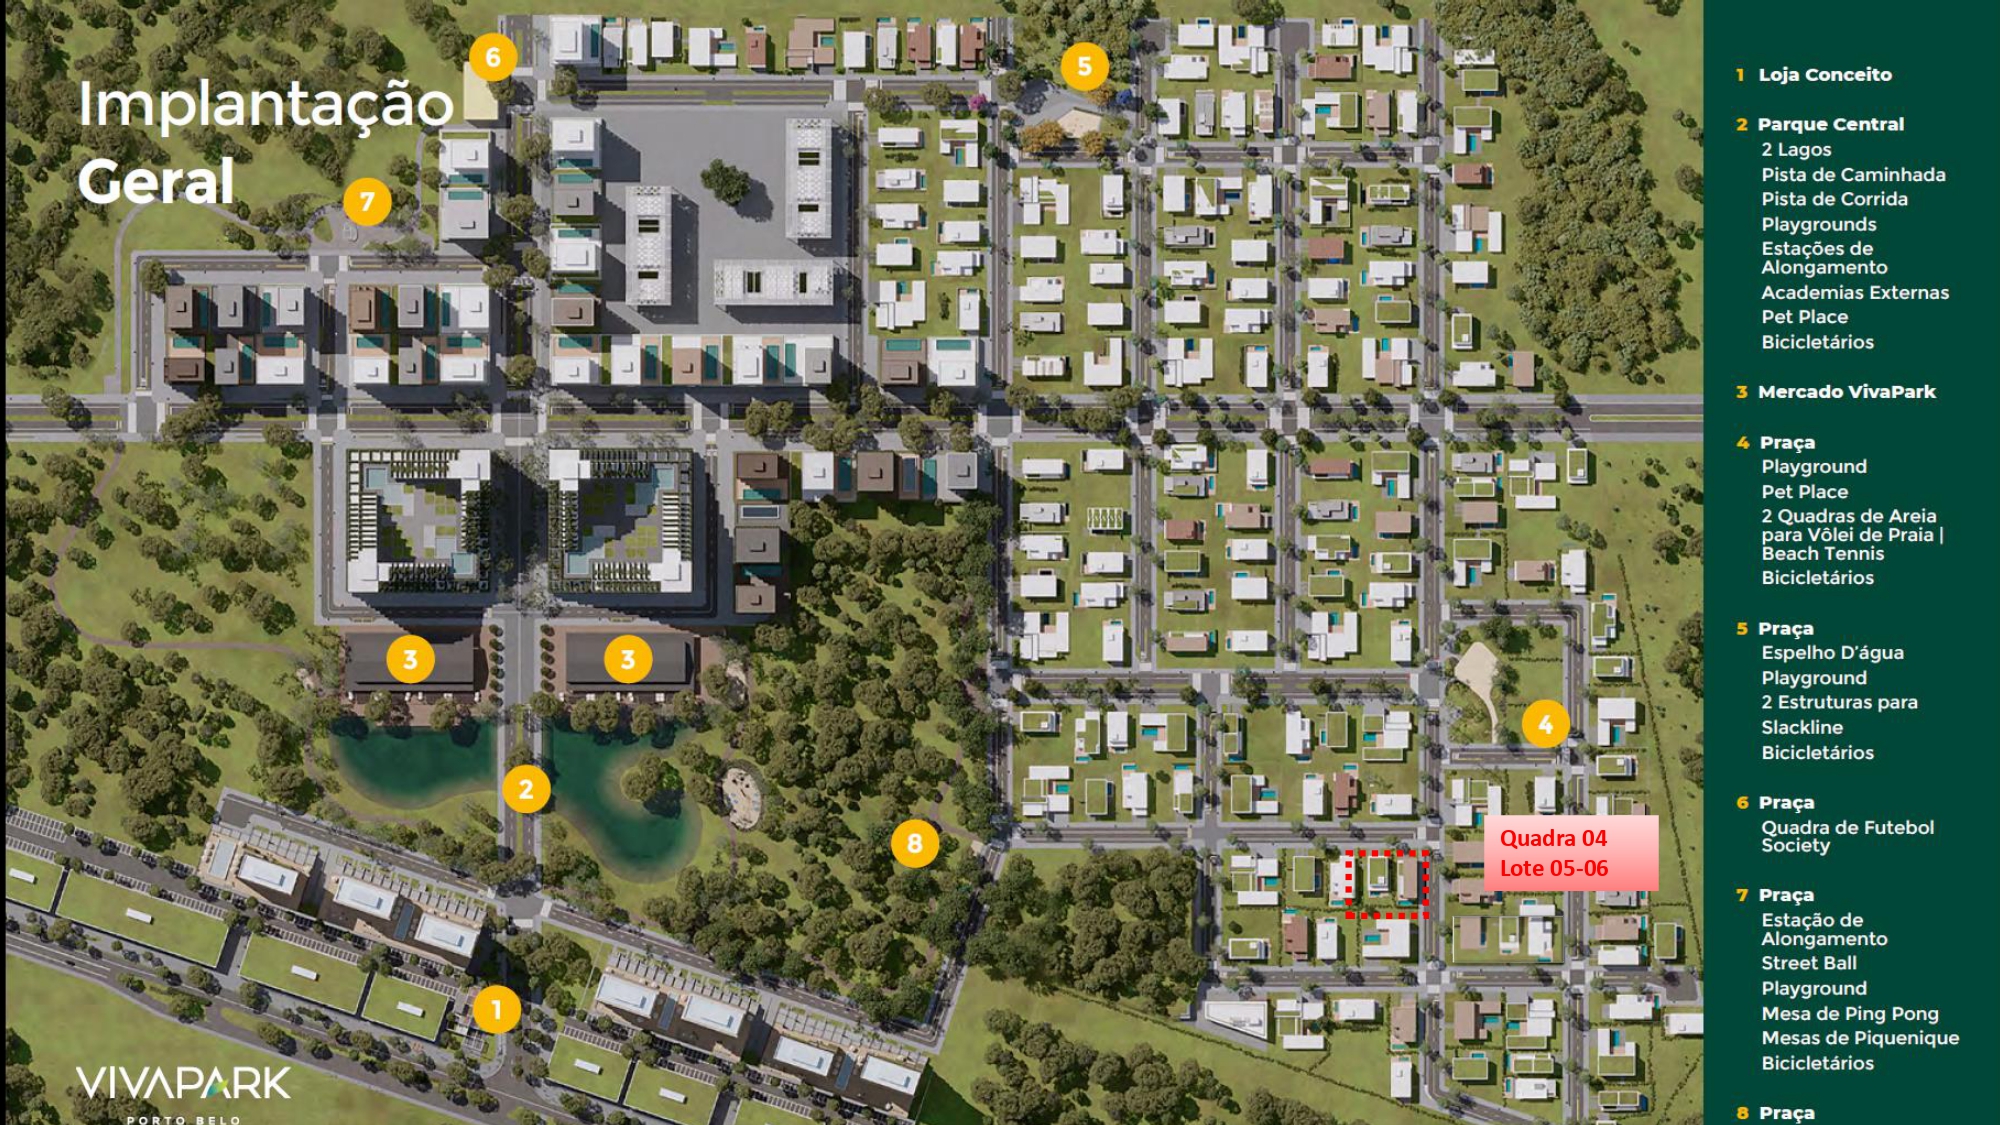 Implantação
Geral
6
5
7
3
3
4
2
8
1
Quadra 04
Lote 05-06
VIVAPARK
PORTO BELO
1 Loja Conceito
2 Parque Central
2 Lagos
Pista de Caminhada
Pista de Corrida
Playgrounds
Estações de
Alongamento
Academias Externas
Pet Place
Bicicletários
3 Mercado VivaPark
4 Praça
Playground
Pet Place
2 Quadras de Areia
para Vôlei de Praia |
Beach Tennis
Bicicletários
5 Praça
Espelho D'água
Playground
2 Estruturas para
Slackline
Bicicletários
6 Praça
Quadra de Futebol
Society
7 Praça
Estação de
Alongamento
Street Ball
Playground
Mesa de Ping Pong
Mesas de Piquenique
Bicicletários
8 Praça